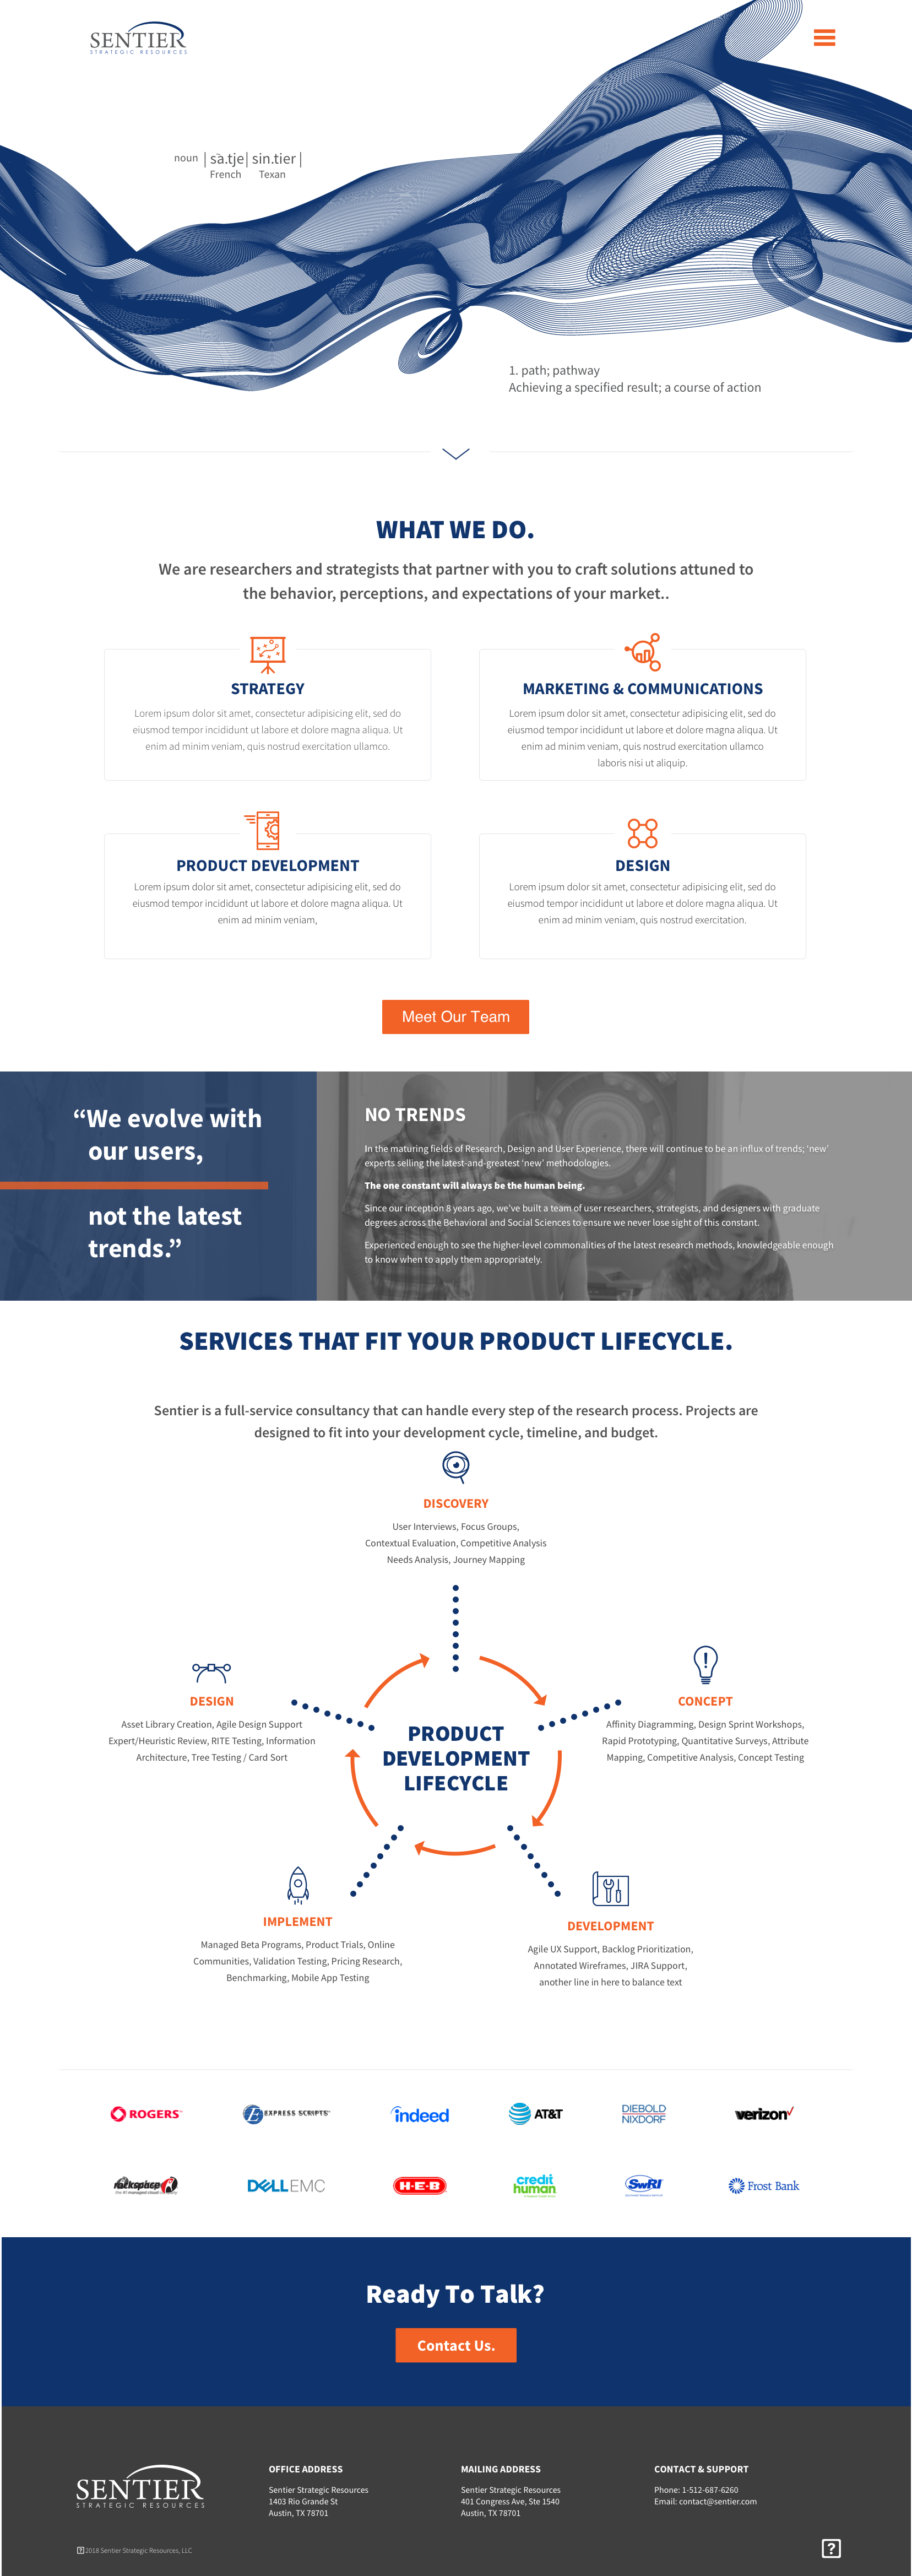 SENTIER
STRATEGIC RESOURCES
noun | sã.tje | sin.tier |
French Texan
1. path; pathway
Achieving a specified result; a course of action
WHAT WE DO.
We are researchers and strategists that partner with you to craft solutions attuned to
the behavior, perceptions, and expectations of your market..
STRATEGY
Lorem ipsum dolor sit amet, consectetur adipisicing elit, sed do
eiusmod tempor incididunt ut labore et dolore magna aliqua. Ut
enim ad minim veniam, quis nostrud exercitation ullamco.
MARKETING & COMMUNICATIONS
Lorem ipsum dolor sit amet, consectetur adipisicing elit, sed do
eiusmod tempor incididunt ut labore et dolore magna aliqua. Ut
enim ad minim veniam, quis nostrud exercitation ullamco
laboris nisi ut aliquip.
PRODUCT DEVELOPMENT
Lorem ipsum dolor sit amet, consectetur adipisicing elit, sed do
eiusmod tempor incididunt ut labore et dolore magna aliqua. Ut
enim ad minim veniam,
DESIGN
Lorem ipsum dolor sit amet, consectetur adipisicing elit, sed do
eiusmod tempor incididunt ut labore et dolore magna aliqua. Ut
enim ad minim veniam, quis nostrud exercitation.
Meet Our Team
“We evolve with
our users,
not the latest
trends.”
NO TRENDS
In the maturing fields of Research, Design and User Experience, there will continue to be an influx of trends; ‘new’
experts selling the latest-and-greatest ‘new’ methodologies.
The one constant will always be the human being.
Since our inception 8 years ago, we’ve built a team of user researchers, strategists, and designers with graduate
degrees across the Behavioral and Social Sciences to ensure we never lose sight of this constant.
Experienced enough to see the higher-level commonalities of the latest research methods, knowledgeable enough
to know when to apply them appropriately.
SERVICES THAT FIT YOUR PRODUCT LIFECYCLE.
Sentier is a full-service consultancy that can handle every step of the research process. Projects are
designed to fit into your development cycle, timeline, and budget.
DISCOVERY
User Interviews, Focus Groups,
Contextual Evaluation, Competitive Analysis
Needs Analysis, Journey Mapping
DESIGN
Asset Library Creation, Agile Design Support
Expert/Heuristic Review, RITE Testing, Information
Architecture, Tree Testing / Card Sort
CONCEPT
Affinity Diagramming, Design Sprint Workshops,
Rapid Prototyping, Quantitative Surveys, Attribute
Mapping, Competitive Analysis, Concept Testing
PRODUCT
DEVELOPMENT
LIFECYCLE
IMPLEMENT
Managed Beta Programs, Product Trials, Online
Communities, Validation Testing, Pricing Research,
Benchmarking, Mobile App Testing
DEVELOPMENT
Agile UX Support, Backlog Prioritization,
Annotated Wireframes, JIRA Support,
another line in here to balance text
ROGERS
EXPRESS SCRIPTS
indeed
AT&T
DIEBOLD
NIXDORF
verizon
rackspace
DELL EMC
H-E-B
credit
human
SwRI
Frost Bank
Ready To Talk?
Contact Us.
SENTIER
STRATEGIC RESOURCES
OFFICE ADDRESS
Sentier Strategic Resources
1403 Rio Grande St
Austin, TX 78701
MAILING ADDRESS
Sentier Strategic Resources
401 Congress Ave, Ste 1540
Austin, TX 78701
CONTACT & SUPPORT
Phone: 1-512-687-6260
Email: contact@sentier.com
?
2018 Sentier Strategic Resources, LLC
?